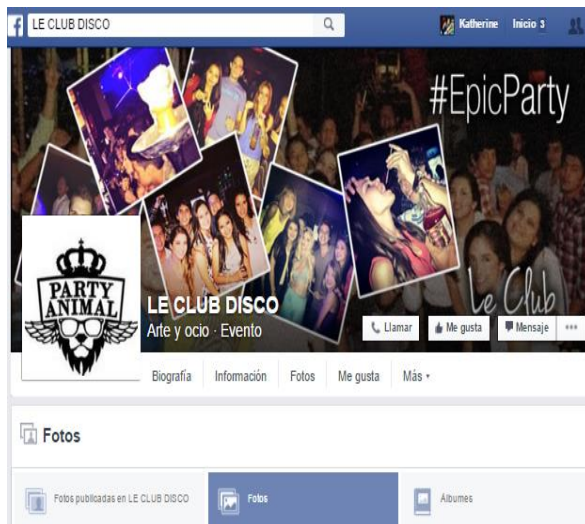 f LE CLUB DISCO
Katherine Inicio 3
#EpicParty
PARTY
ANIMAL
Le Club
LE CLUB DISCO
Arte y ocio · Evento
Llamar Me gusta Mensaje
Biografía Información Fotos Me gusta Más
Fotos
Fotos publicadas en LE CLUB DISCO Fotos Álbumes